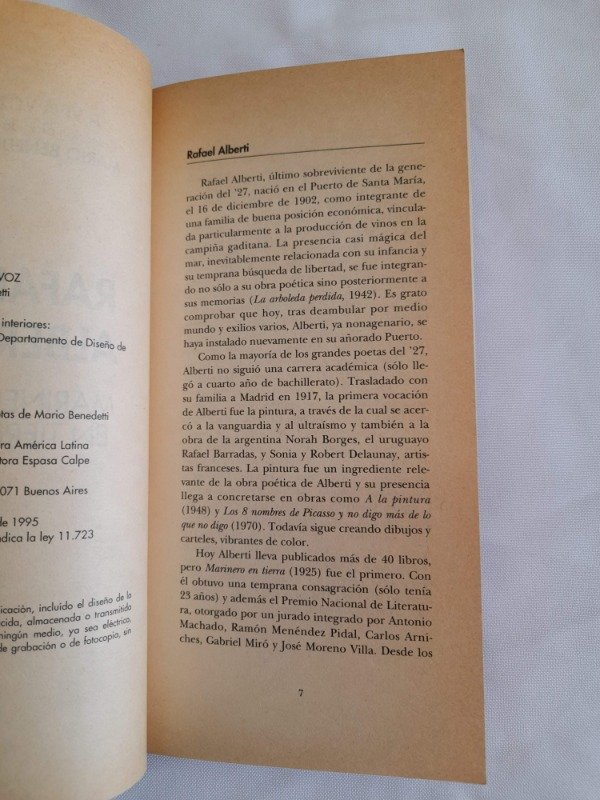 VOZ
etti
interiores:
Departamento de Diseño de
etas de Mario Benedetti
ra América Latina
tora Espasa Calpe
071 Buenos Aires
de 1995
dica la ley 11.723
icación, incluído el diseño de la
cida, almacenada o transmitido
ningún medio, ya sea eléctrico,
de grabación o de fotocopia, sin
Rafael Alberti
Rafael Alberti, último sobreviviente de la gene-
ración del '27, nació en el Puerto de Santa María,
el 16 de diciembre de 1902, como integrante de
una familia de buena posición económica, vincula-
da particularmente a la producción de vinos en la
campiña gaditana. La presencia casi mágica del
mar, inevitablemente relacionada con su infancia y
su temprana búsqueda de libertad, se fue integran-
do no sólo a su obra poética sino posteriormente a
sus memorias (La arboleda perdida, 1942). Es grato
comprobar que hoy, tras deambular por medio
mundo y exilios varios, Alberti, ya nonagenario, se
haya instalado nuevamente en su añorado Puerto.
Como la mayoría de los grandes poetas del '27,
Alberti no siguió una carrera académica (sólo lle-
gó a cuarto año de bachillerato). Trasladado con
su familia a Madrid en 1917, la primera vocación
de Alberti fue la pintura, a través de la cual se acer-
có a la vanguardia y al ultraísmo y también a la
obra de la argentina Norah Borges, el uruguayo
Rafael Barradas, y Sonia y Robert Delaunay, artis-
tas franceses. La pintura fue un ingrediente rele-
vante de la obra poética de Alberti y su presencia
llega a concretarse en obras como A la pintura
(1948) y Los 8 nombres de Picasso y no digo más de lo
que no digo (1970). Todavía sigue creando dibujos y
carteles, vibrantes de color.
Hoy Alberti lleva publicados más de 40 libros,
pero Marinero en tierra (1925) fue el primero. Con
él obtuvo una temprana consagración (sólo tenía
23 años) y además el Premio Nacional de Literatu-
ra, otorgado por un jurado integrado por Antonio
Machado, Ramón Menéndez Pidal, Carlos Arni-
ches, Gabriel Miró y José Moreno Villa. Desde los
7